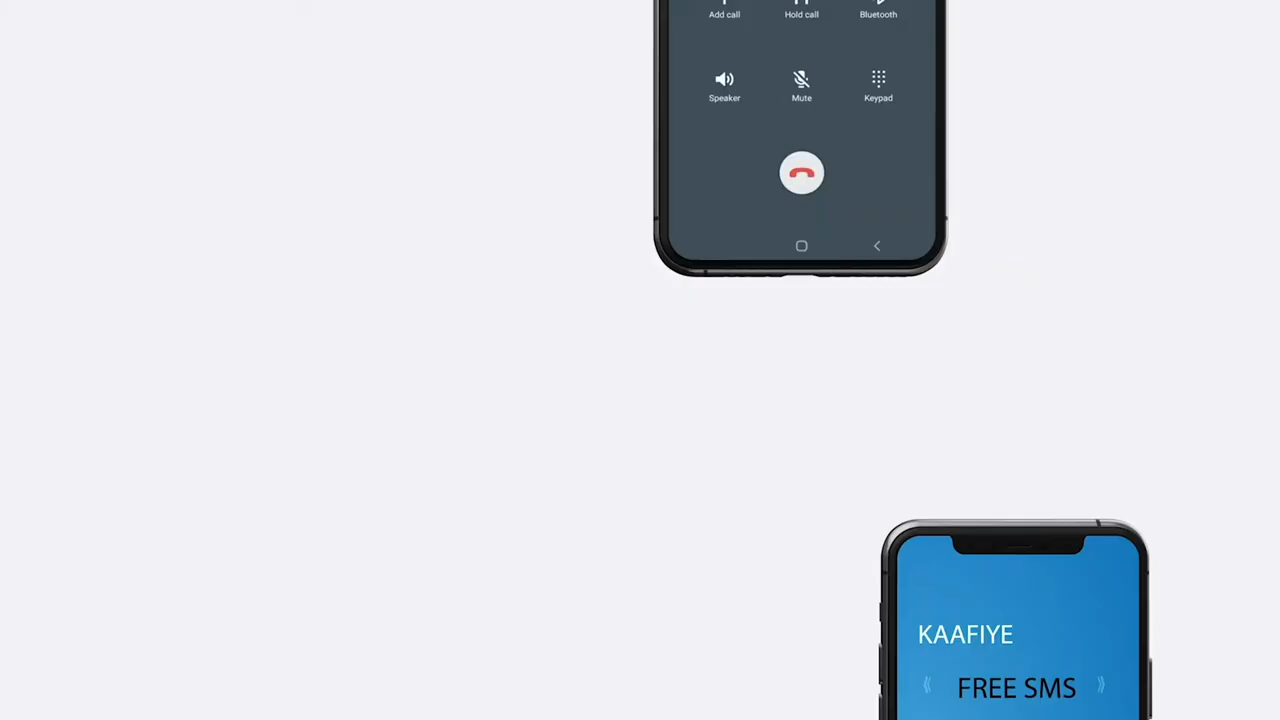 Add call Hold call Bluetooth
Speaker Mute Keypad
KAAFIYE
FREE SMS